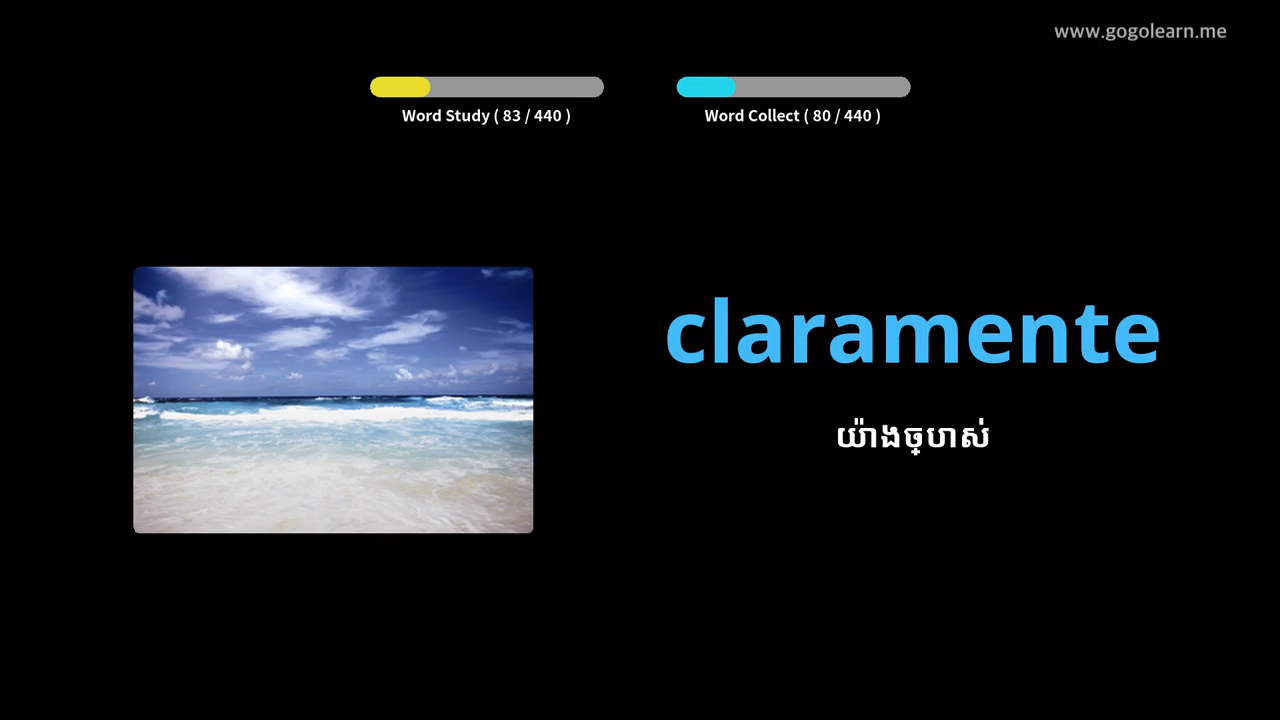 www.gogolearn.me
Word Study ( 83 / 440 )
Word Collect ( 80 / 440 )
claramente
យ៉ាងច្បាស់